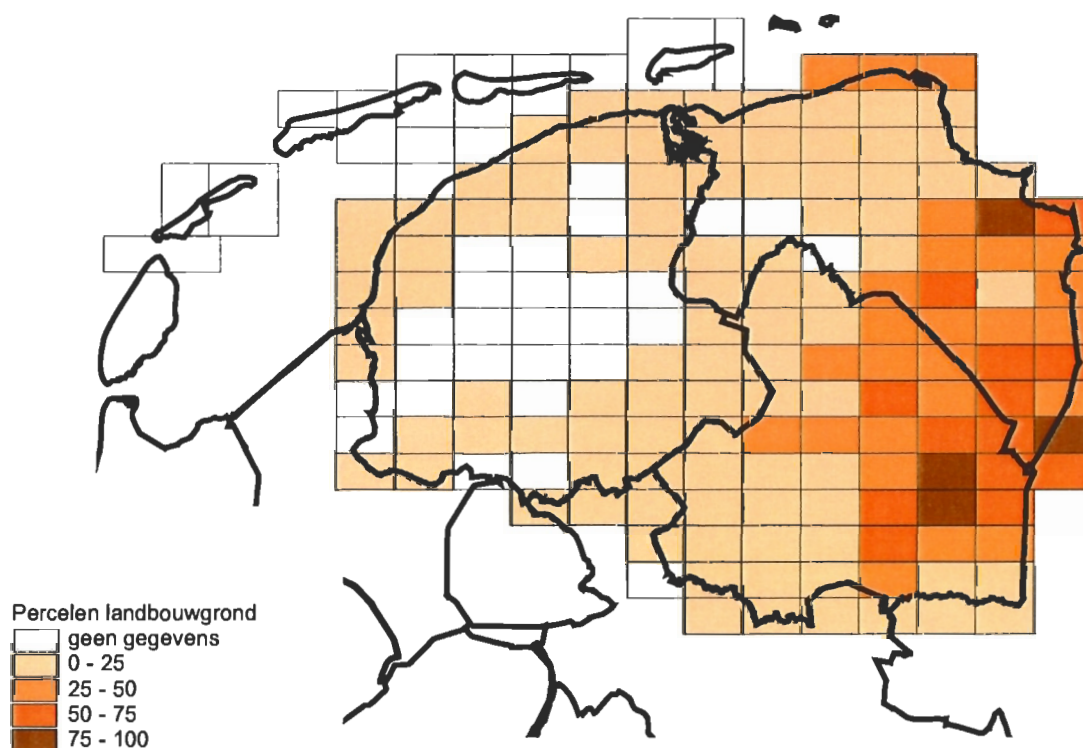 Percelen landbouwgrond
geen gegevens
0 - 25
25 - 50
50 - 75
75 - 100